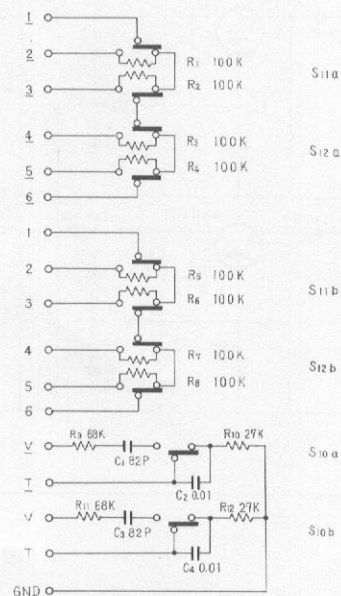 1
2
R1 100K
S11a
3
R2 100K
4
R3 100K
S12a
5
R4 100K
6
1
2
R5 100K
S11b
3
R6 100K
4
R7 100K
S12b
5
R8 100K
6
V R9 68K C1 82P R10 27K S10a
T C2 0.01
V R11 68K C3 82P R12 27K S10b
T C4 0.01
GND